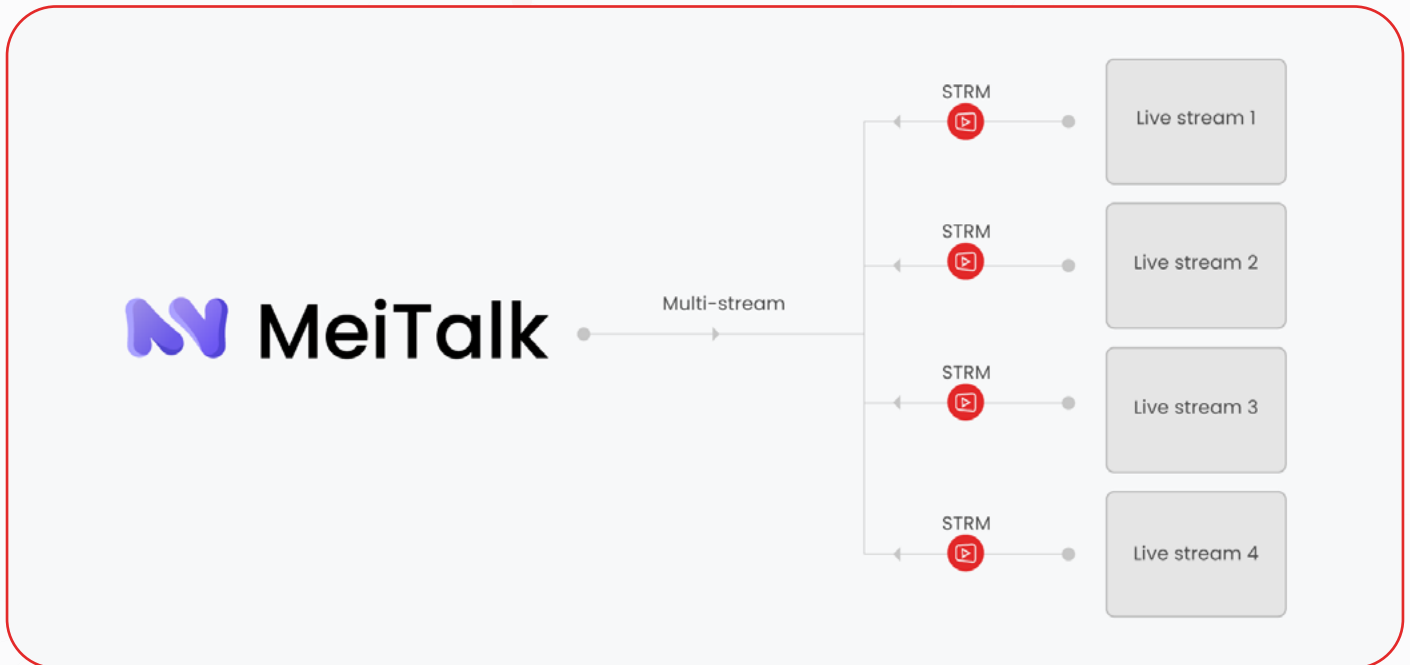 STRM
Live stream 1
STRM
Live stream 2
MeiTalk
Multi-stream
STRM
Live stream 3
STRM
Live stream 4